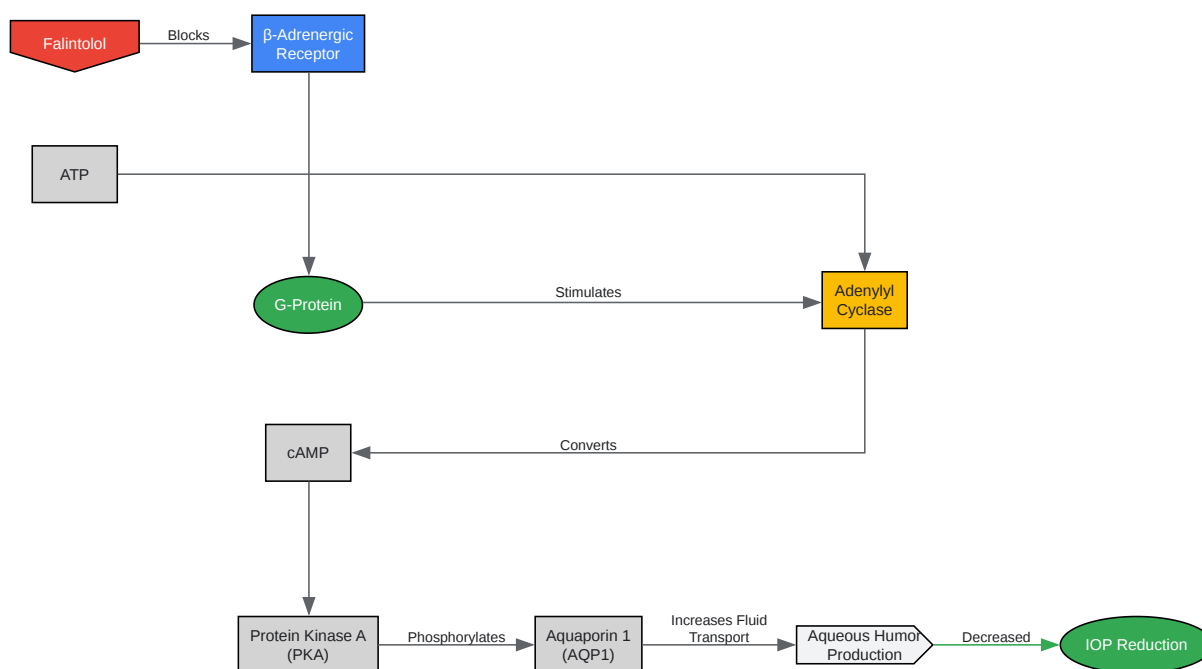 Falintolol
Blocks
β-Adrenergic
Receptor
ATP
G-Protein
Stimulates
Adenylyl
Cyclase
cAMP
Converts
Protein Kinase A
(PKA)
Phosphorylates
Aquaporin 1
(AQP1)
Increases Fluid
Transport
Aqueous Humor
Production
Decreased
IOP Reduction